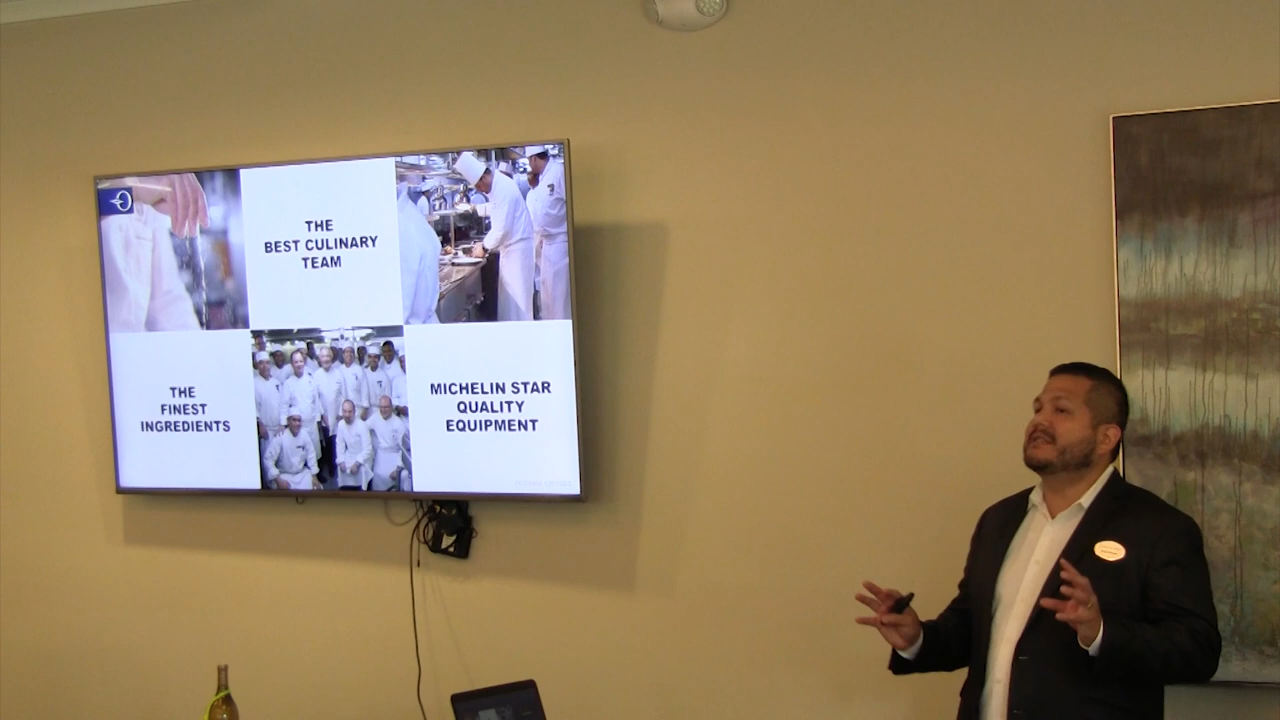 THE
BEST CULINARY
TEAM
THE
FINEST
INGREDIENTS
MICHELIN STAR
QUALITY
EQUIPMENT